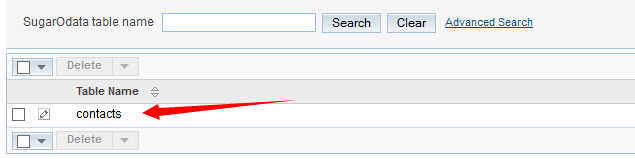 SugarOdata table name Search Clear Advanced Search
Delete
Table Name
contacts
Delete